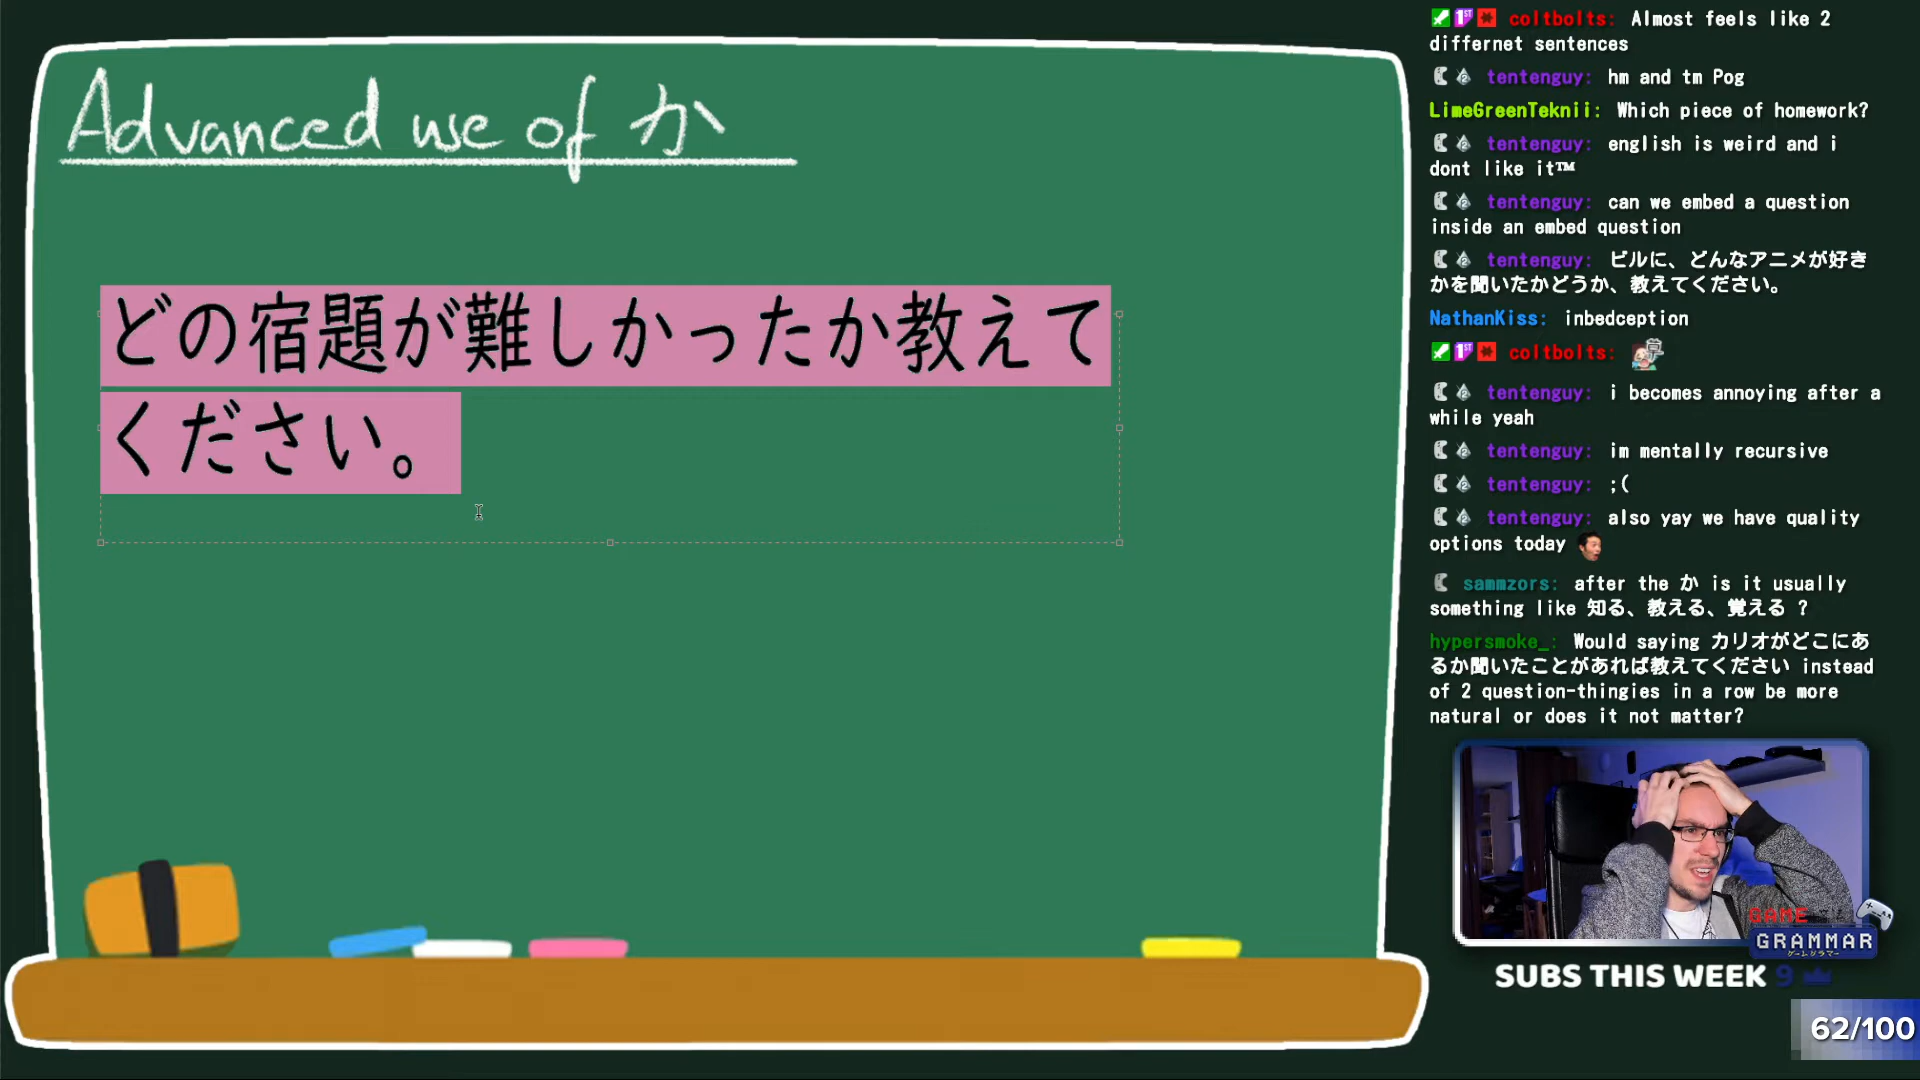 Advanced use of か
どの宿題が難しかったか教えて
ください。
coltbolts: Almost feels like 2
differnet sentences
tentenguy: hm and tm Pog
LimeGreenTeknii: Which piece of homework?
tentenguy: english is weird and i
dont like it™
tentenguy: can we embed a question
inside an embed question
tentenguy: ビルに、どんなアニメが好き
かを聞いたかどうか、教えてください。
NathanKiss: inbedception
coltbolts:
tentenguy: i becomes annoying after a
while yeah
tentenguy: im mentally recursive
tentenguy: ;(
tentenguy: also yay we have quality
options today
sammzors: after the か is it usually
something like 知る、教える、覚える ?
hypersmoke_: Would saying カリオがどこにあ
るか聞いたことがあれば教えてください instead
of 2 question-thingies in a row be more
natural or does it not matter?
GAME
GRAMMAR
ゲームグラマー
SUBS THIS WEEK 9
62/100